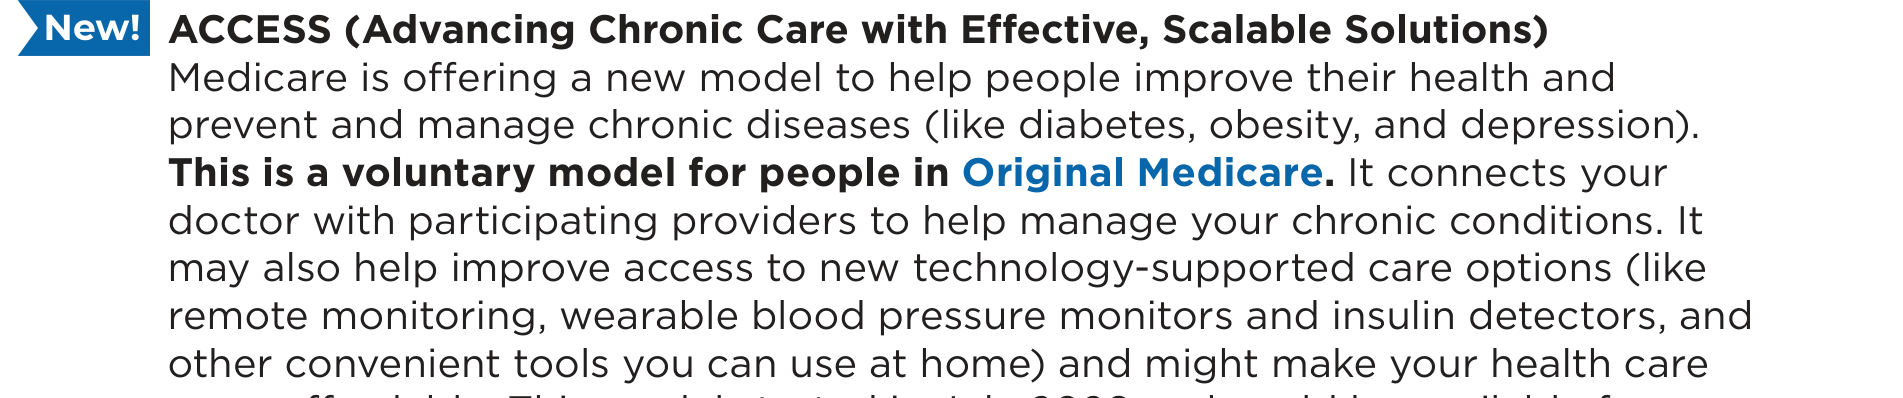 New! ACCESS (Advancing Chronic Care with Effective, Scalable Solutions)
Medicare is offering a new model to help people improve their health and
prevent and manage chronic diseases (like diabetes, obesity, and depression).
This is a voluntary model for people in Original Medicare. It connects your
doctor with participating providers to help manage your chronic conditions. It
may also help improve access to new technology-supported care options (like
remote monitoring, wearable blood pressure monitors and insulin detectors, and
other convenient tools you can use at home) and might make your health care